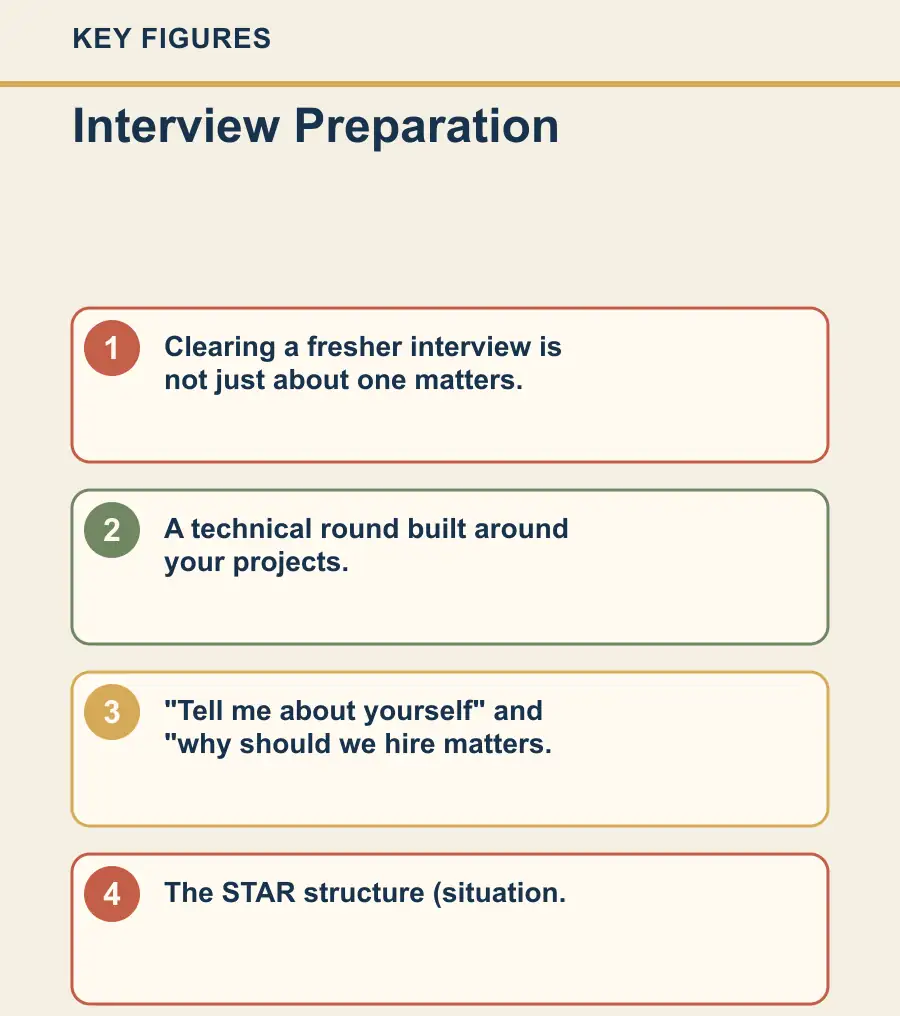 KEY FIGURES
Interview Preparation
1
Clearing a fresher interview is
not just about one matters.
2
A technical round built around
your projects.
3
"Tell me about yourself" and
"why should we hire matters.
4
The STAR structure (situation.